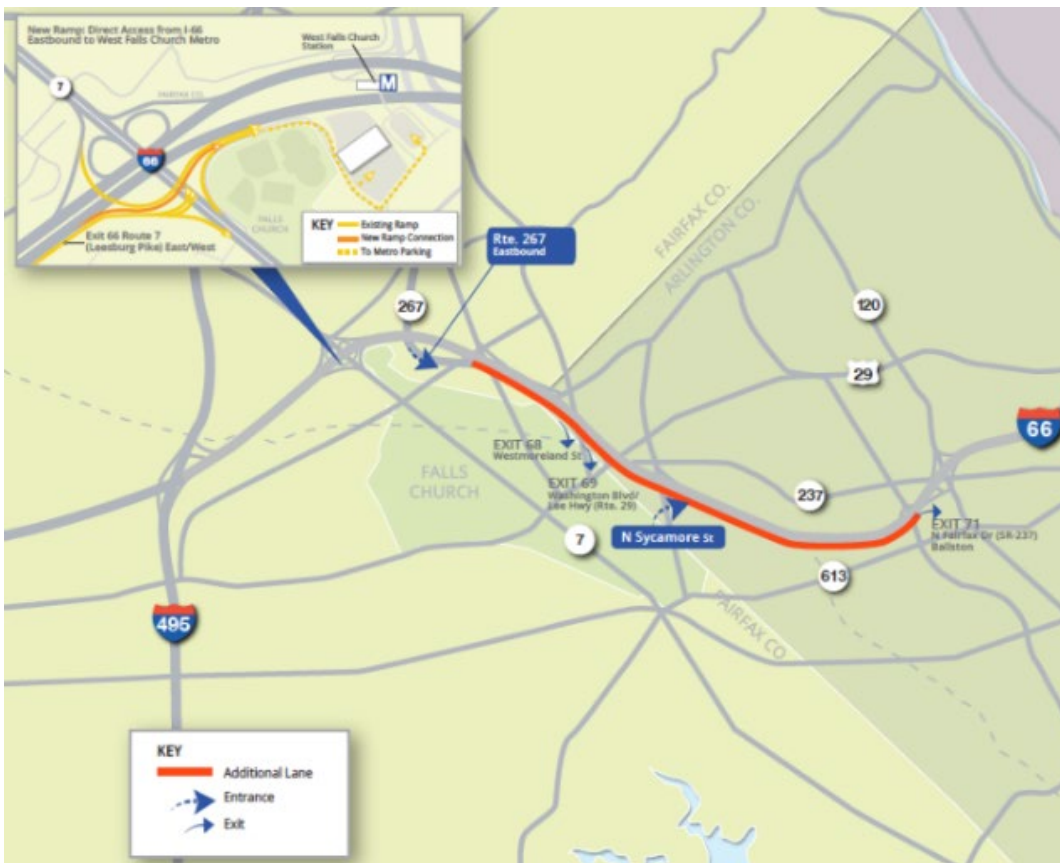 New Ramp: Direct Access from I-66
Eastbound to West Falls Church Metro
West Falls Church
Station
M
7
FAIRFAX CO.
66
FALLS
CHURCH
Exit 66 Route 7
(Leesburg Pike) East/West
KEY
Existing Ramp
New Ramp Connection
To Metro Parking
Rte. 267
Eastbound
267
FAIRFAX CO.
ARLINGTON CO.
120
29
66
EXIT 68
Westmoreland St
FALLS
CHURCH
EXIT 69
Washington Blvd/
Lee Hwy (Rte. 29)
237
N Sycamore St
7
EXIT 71
N Fairfax Dr (SR-237)
Ballston
613
FAIRFAX CO
495
KEY
Additional Lane
Entrance
Exit